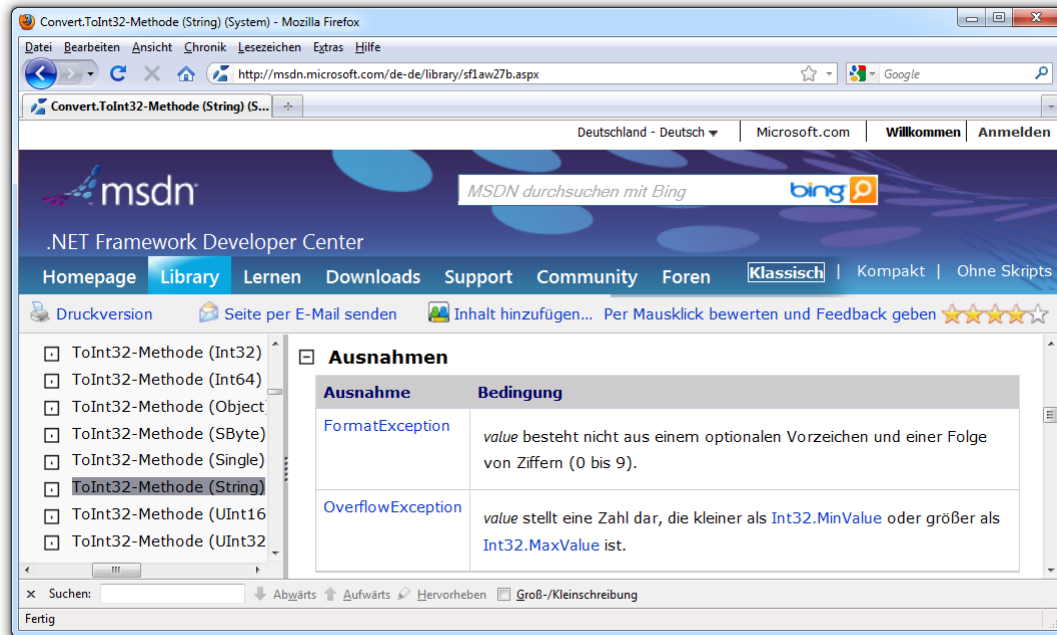 Convert.ToInt32-Methode (String) (System) - Mozilla Firefox
Datei Bearbeiten Ansicht Chronik Lesezeichen Extras Hilfe
http://msdn.microsoft.com/de-de/library/sf1aw27b.aspx
Google
Convert.ToInt32-Methode (String) (S...
Deutschland - Deutsch | Microsoft.com | Willkommen | Anmelden
msdn
MSDN durchsuchen mit Bing
bing
.NET Framework Developer Center
Homepage Library Lernen Downloads Support Community Foren Klassisch | Kompakt | Ohne Skripts
Druckversion Seite per E-Mail senden Inhalt hinzufügen... Per Mausklick bewerten und Feedback geben
ToInt32-Methode (Int32)
ToInt32-Methode (Int64)
ToInt32-Methode (Object)
ToInt32-Methode (SByte)
ToInt32-Methode (Single)
ToInt32-Methode (String)
ToInt32-Methode (UInt16
ToInt32-Methode (UInt32
Ausnahmen
Ausnahme Bedingung
FormatException
value besteht nicht aus einem optionalen Vorzeichen und einer Folge
von Ziffern (0 bis 9).
OverflowException
value stellt eine Zahl dar, die kleiner als Int32.MinValue oder größer als
Int32.MaxValue ist.
x Suchen: Abwärts Aufwärts Hervorheben Groß-/Kleinschreibung
Fertig